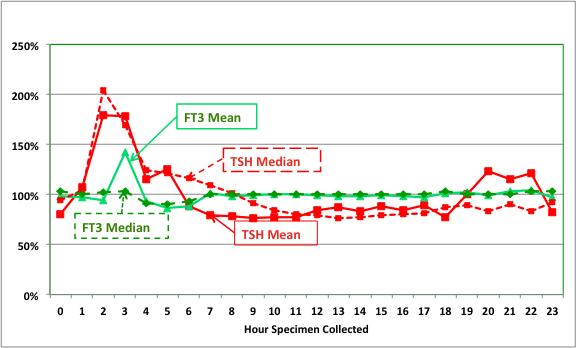 250%
200%
150%
100%
50%
0%
FT3 Mean
TSH Median
FT3 Median
TSH Mean
0 1 2 3 4 5 6 7 8 9 10 11 12 13 14 15 16 17 18 19 20 21 22 23
Hour Specimen Collected